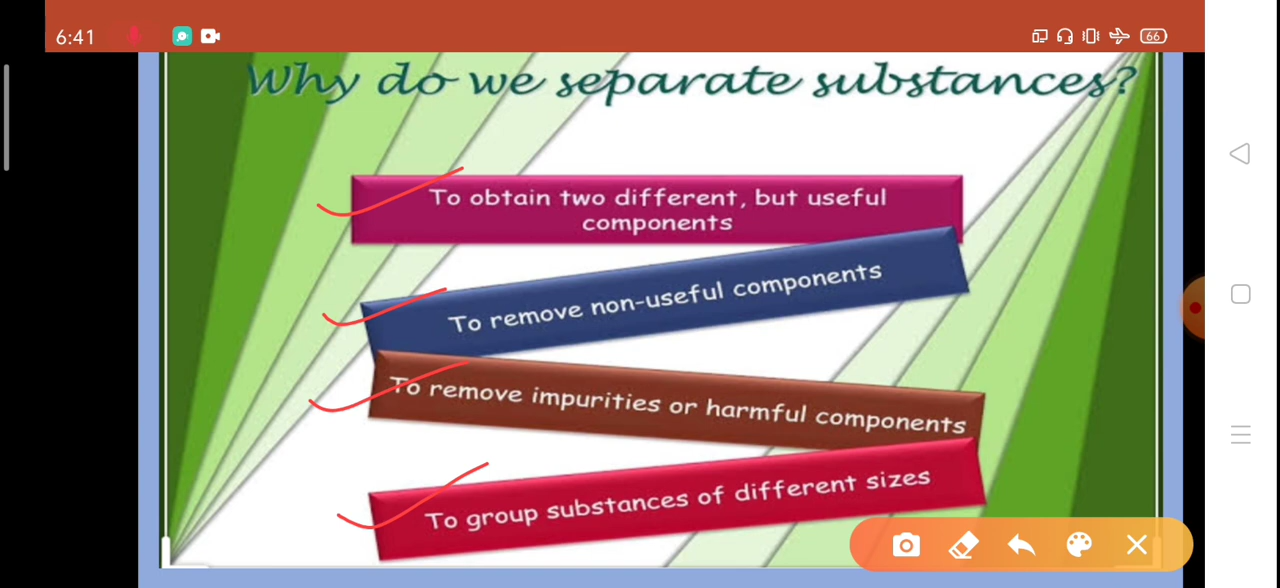 6:41
66
Why do we separate substances?
To obtain two different, but useful
components
To remove non-useful components
To remove impurities or harmful components
To group substances of different sizes